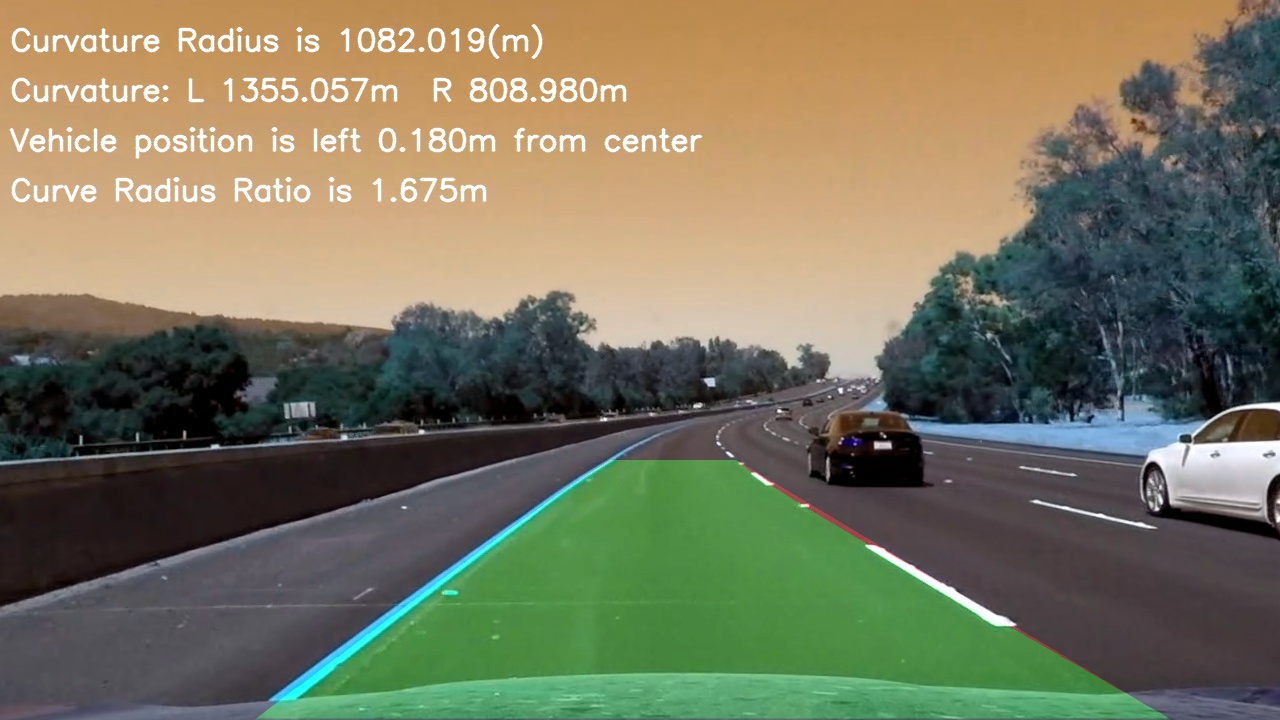 Curvature Radius is 1082.019(m)
Curvature: L 1355.057m R 808.980m
Vehicle position is left 0.180m from center
Curve Radius Ratio is 1.675m